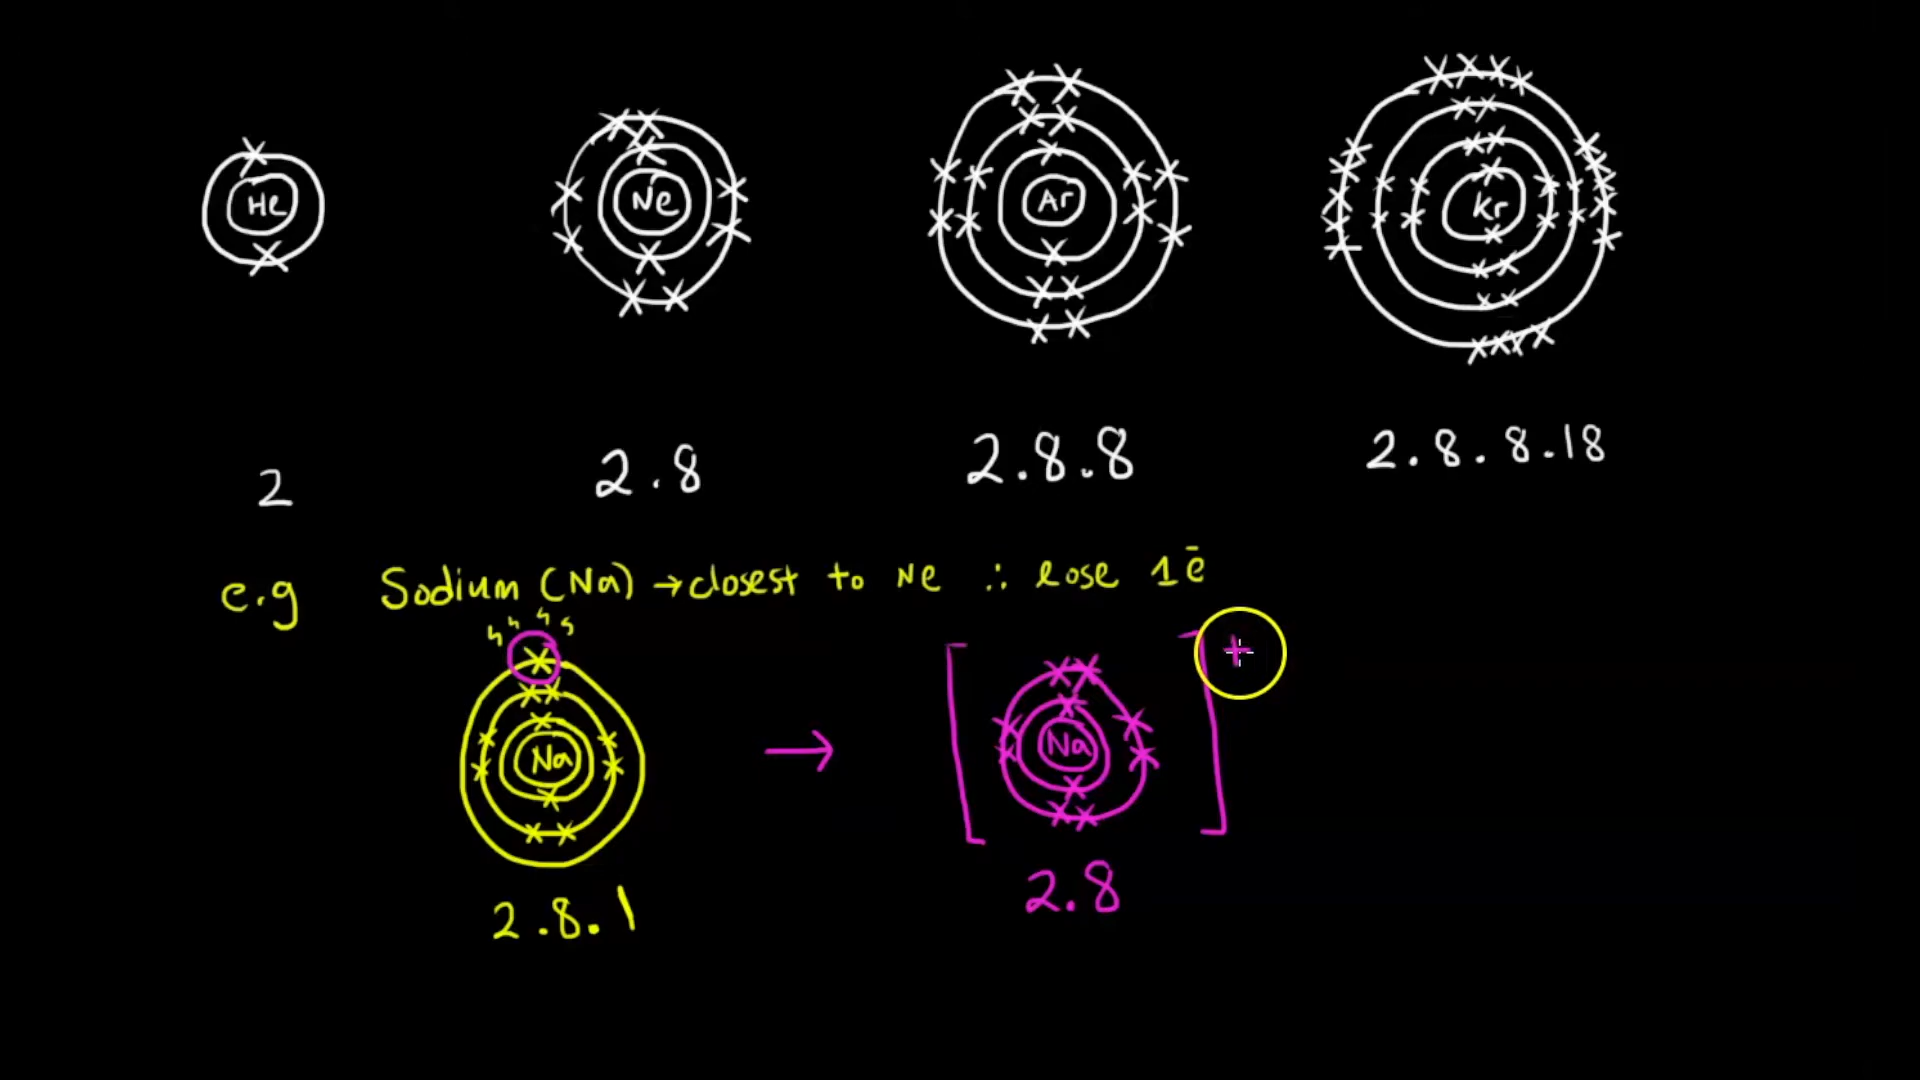 He Ne Ar Kr
2 2.8 2.8.8 2.8.8.18
e.g Sodium (Na) → closest to Ne ∴ lose 1ē
Na → [Na]+
2.8.1 2.8